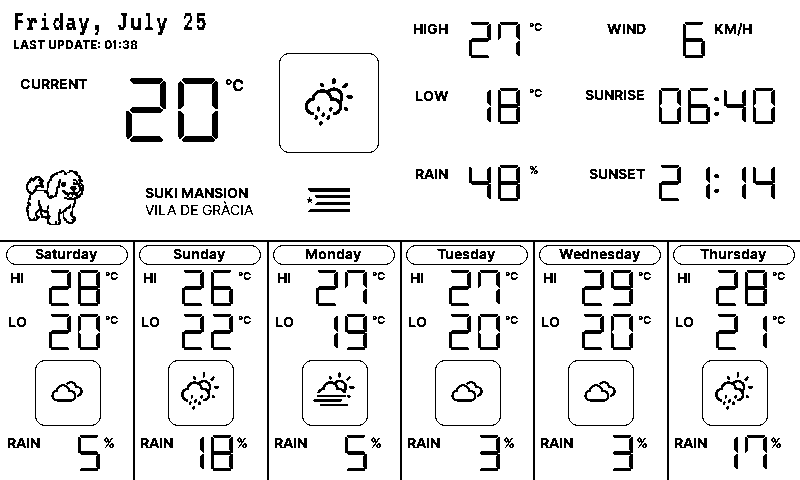 Friday, July 25
LAST UPDATE: 01:38
CURRENT 20 °C
HIGH 27 °C
WIND 6 KM/H
LOW 18 °C
SUNRISE 06:40
RAIN 48 %
SUNSET 21:14
SUKI MANSION
VILA DE GRÀCIA
Saturday
HI 28 °C
LO 20 °C
RAIN 5 %
Sunday
HI 26 °C
LO 22 °C
RAIN 18 %
Monday
HI 27 °C
LO 19 °C
RAIN 5 %
Tuesday
HI 27 °C
LO 20 °C
RAIN 3 %
Wednesday
HI 29 °C
LO 20 °C
RAIN 3 %
Thursday
HI 28 °C
LO 21 °C
RAIN 17 %